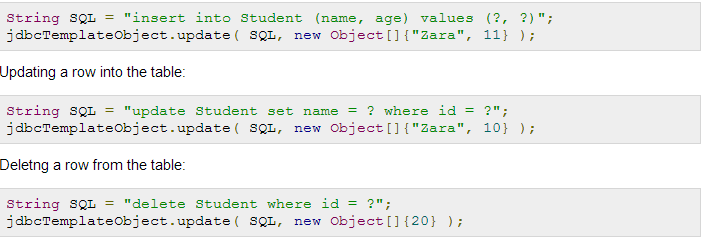 String SQL = "insert into Student (name, age) values (?, ?)";
jdbcTemplateObject.update( SQL, new Object[]{"Zara", 11} );
Updating a row into the table:
String SQL = "update Student set name = ? where id = ?";
jdbcTemplateObject.update( SQL, new Object[]{"Zara", 10} );
Deletng a row from the table:
String SQL = "delete Student where id = ?";
jdbcTemplateObject.update( SQL, new Object[]{20} );